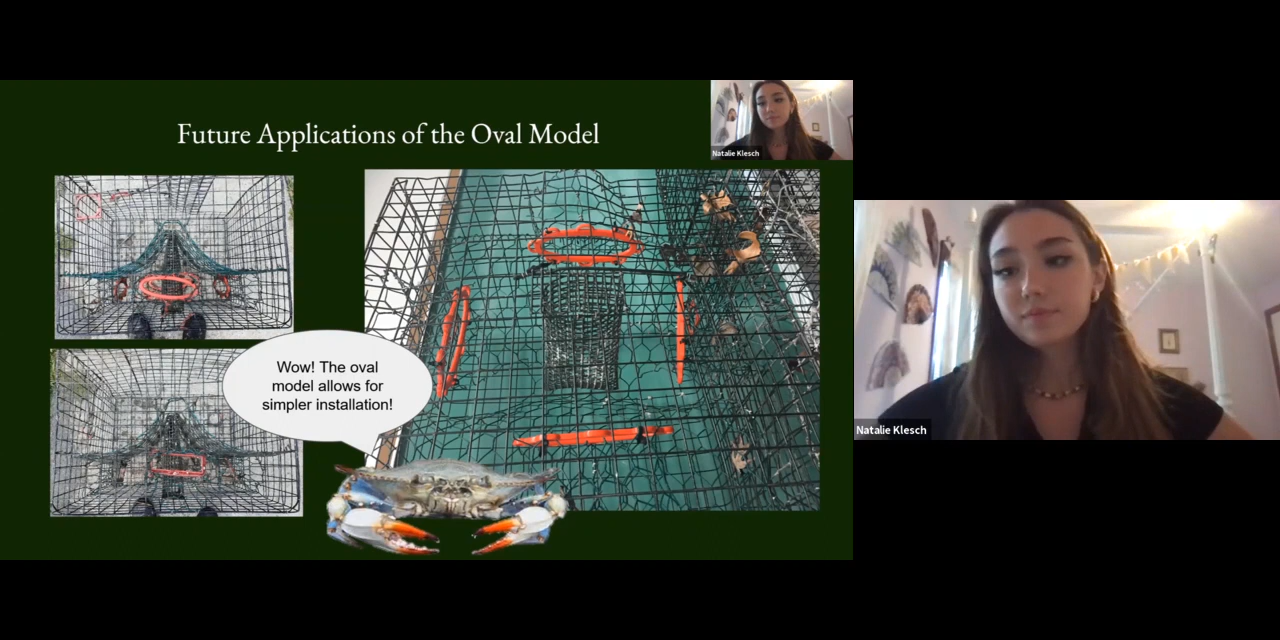 Future Applications of the Oval Model
Natalie Klesch
Wow! The oval
model allows for
simpler installation!
Natalie Klesch